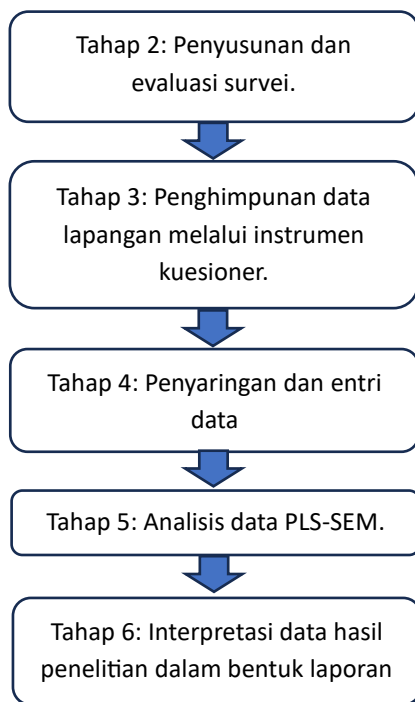 Tahap 2: Penyusunan dan
evaluasi survei.
Tahap 3: Penghimpunan data
lapangan melalui instrumen
kuesioner.
Tahap 4: Penyaringan dan entri
data
Tahap 5: Analisis data PLS-SEM.
Tahap 6: Interpretasi data hasil
penelitian dalam bentuk laporan